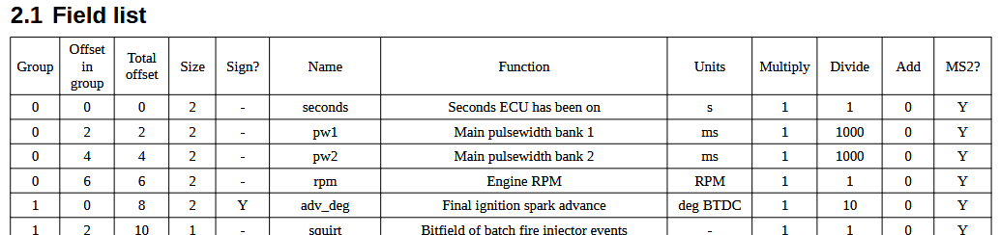 2.1 Field list
Group Offset in group Total offset Size Sign? Name Function Units Multiply Divide Add MS2?
0 0 0 2 - seconds Seconds ECU has been on s 1 1 0 Y
0 2 2 2 - pw1 Main pulsewidth bank 1 ms 1 1000 0 Y
0 4 4 2 - pw2 Main pulsewidth bank 2 ms 1 1000 0 Y
0 6 6 2 - rpm Engine RPM RPM 1 1 0 Y
1 0 8 2 Y adv_deg Final ignition spark advance deg BTDC 1 10 0 Y
1 2 10 1 - squirt Bitfield of batch fire injector events - 1 1 0 Y